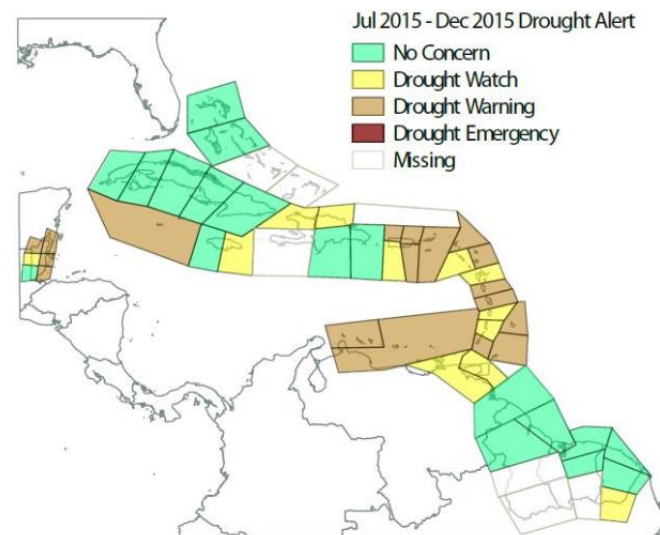 Jul 2015 - Dec 2015 Drought Alert
No Concern
Drought Watch
Drought Warning
Drought Emergency
Missing